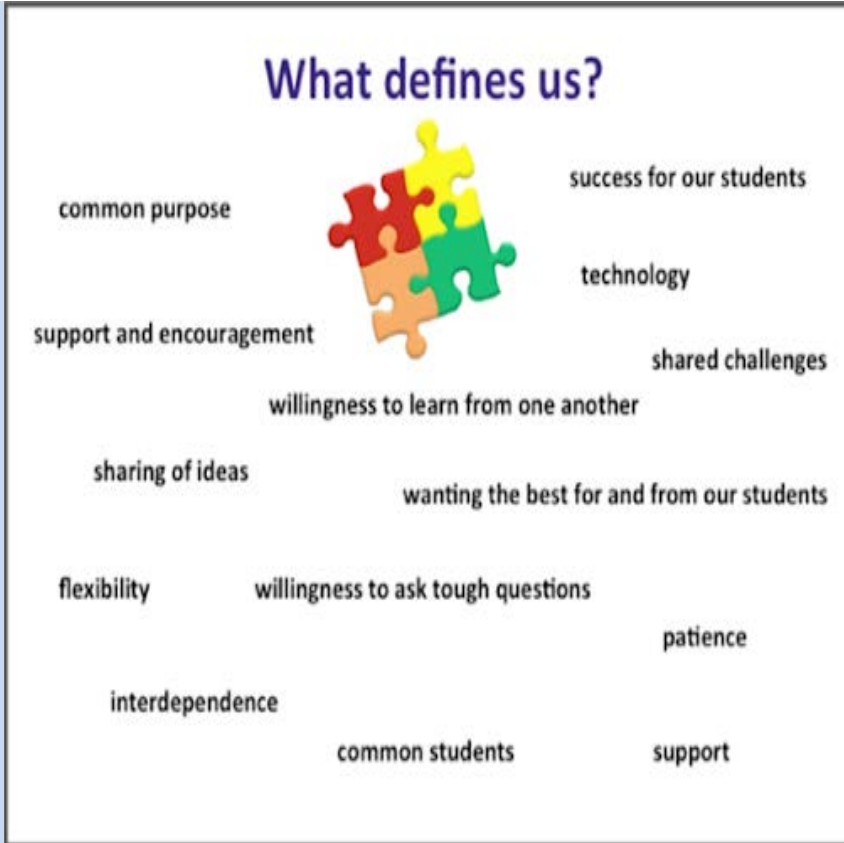 What defines us?
success for our students
common purpose
technology
support and encouragement
shared challenges
willingness to learn from one another
sharing of ideas
wanting the best for and from our students
flexibility
willingness to ask tough questions
patience
interdependence
common students
support